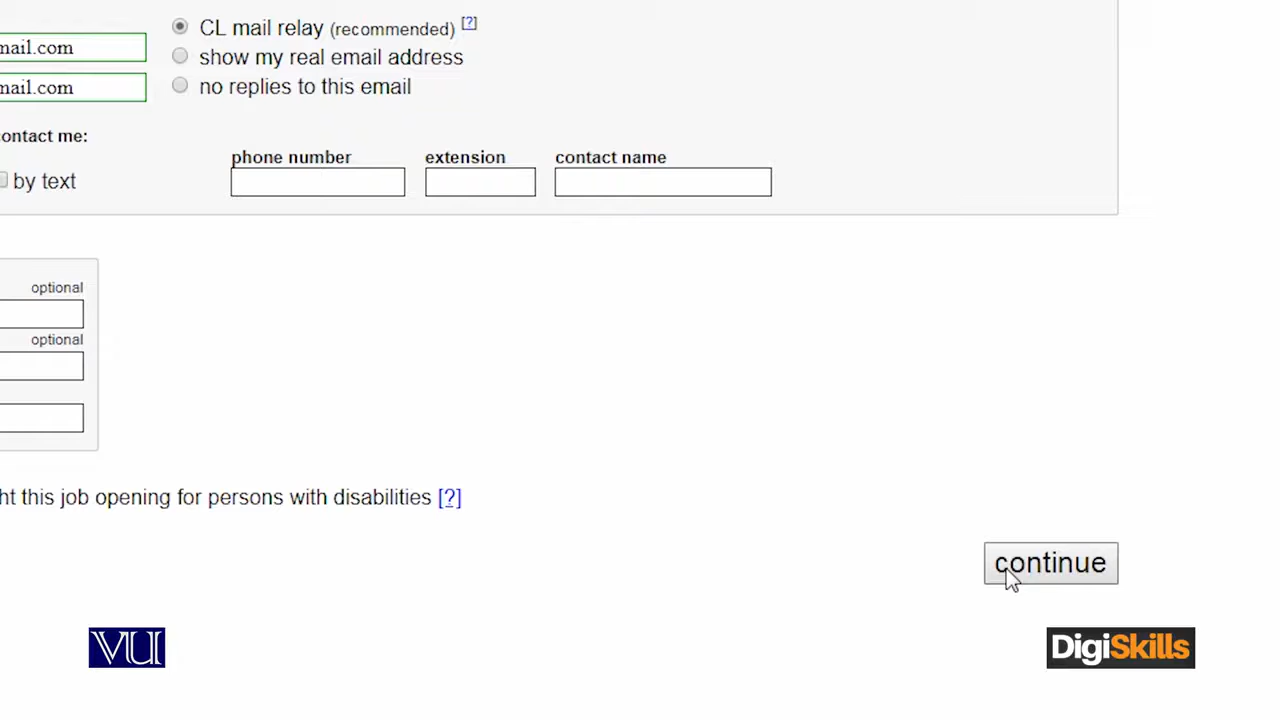 CL mail relay (recommended) [?]
mail.com
show my real email address
mail.com
no replies to this email
contact me:
phone number extension contact name
by text
optional
optional
ht this job opening for persons with disabilities [?]
continue
VU
DigiSkills